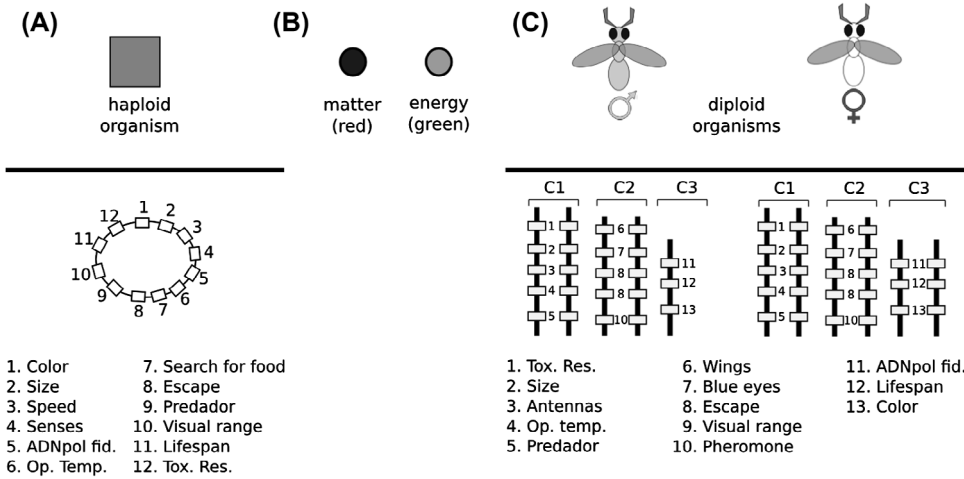 (A)
haploid
organism
(B)
matter
(red)
energy
(green)
(C)
diploid
organisms
1
2
3
4
5
6
7
8
9
10
11
12
C1 C2 C3
1
2
3
4
5
6
7
8
8
10
11
12
13
C1 C2 C3
1
2
3
4
5
6
7
8
8
10
11
12
13
1. Color
2. Size
3. Speed
4. Senses
5. ADNpol fid.
6. Op. Temp.
7. Search for food
8. Escape
9. Predador
10. Visual range
11. Lifespan
12. Tox. Res.
1. Tox. Res.
2. Size
3. Antennas
4. Op. temp.
5. Predador
6. Wings
7. Blue eyes
8. Escape
9. Visual range
10. Pheromone
11. ADNpol fid.
12. Lifespan
13. Color